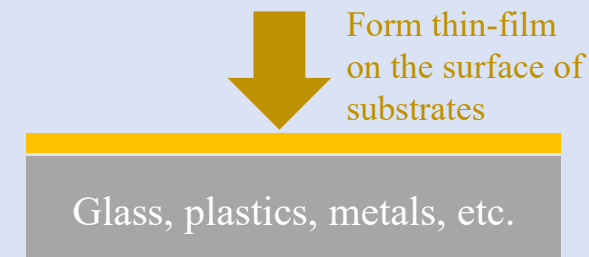 Form thin-film
on the surface of
substrates
Glass, plastics, metals, etc.